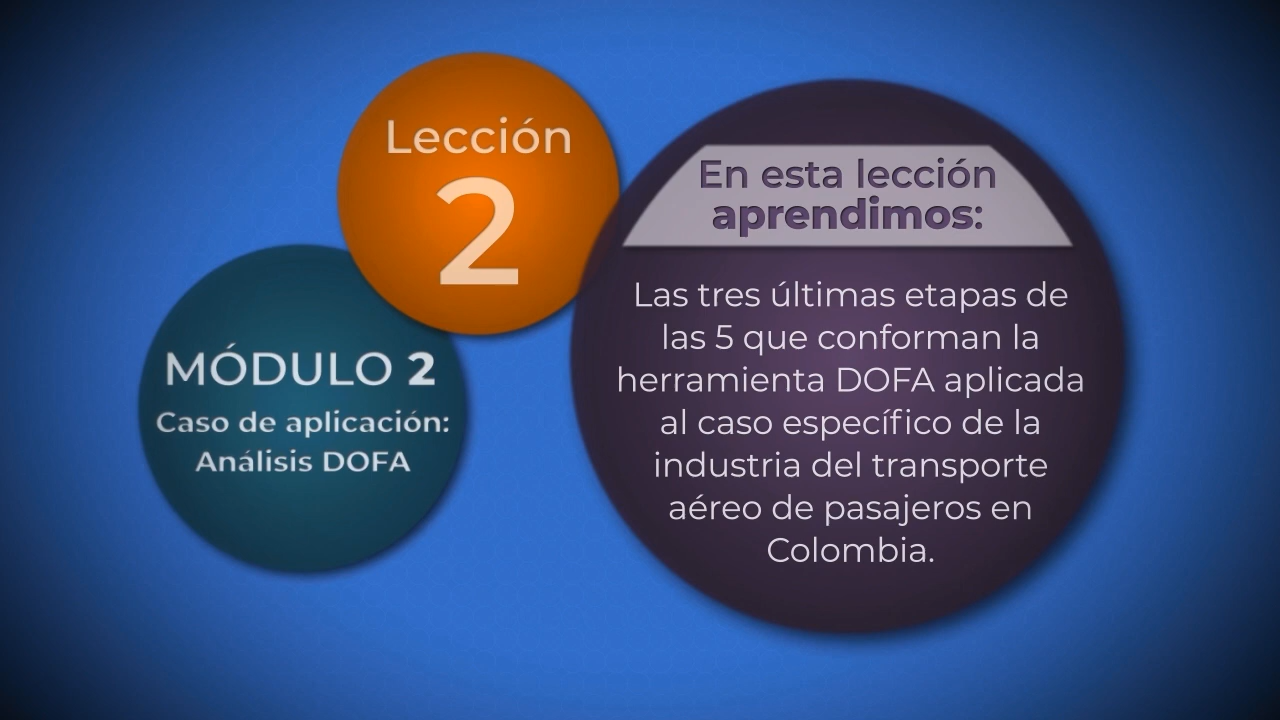 Lección
2
MÓDULO 2
Caso de aplicación:
Análisis DOFA
En esta lección
aprendimos:
Las tres últimas etapas de
las 5 que conforman la
herramienta DOFA aplicada
al caso específico de la
industria del transporte
aéreo de pasajeros en
Colombia.